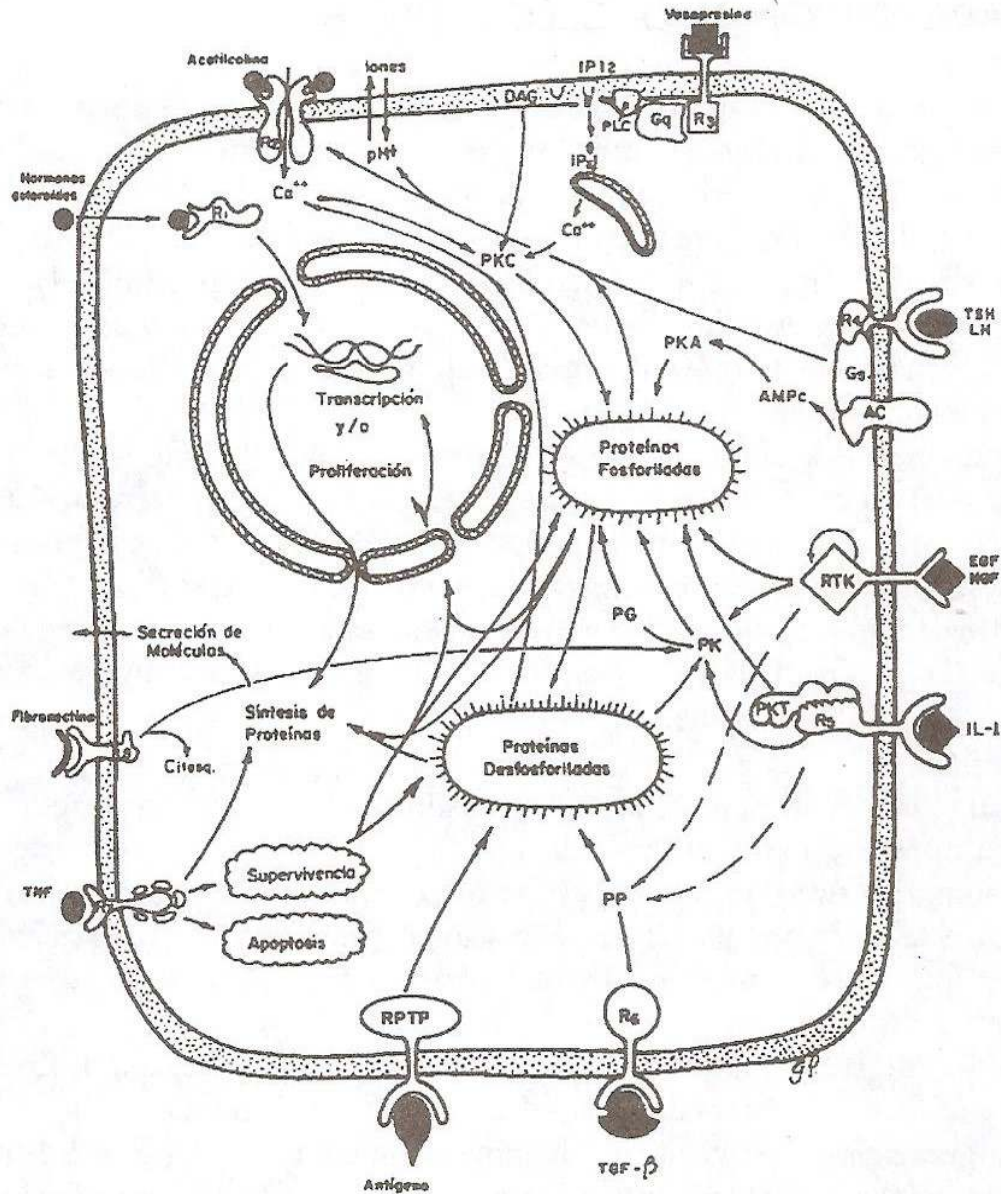 Vasopresina
Acetilcolina
Iones
IP12
DAG
PLC
Gq
R3
pH↑
Hormonas
esteroides
R1
Ca++
IP3
Ca++
PKC
R4
TSH
LH
PKA
Gs
AMPc
AC
Transcripción
y/o
Proliferación
Proteínas
Fosforiladas
RTK
EGF
NGF
PG
PK
Secreción de
Moléculas
Fibronectina
Síntesis de
Proteínas
Citosq.
PKT
R5
IL-1
Proteínas
Desfosforiladas
TNF
Supervivencia
Apoptosis
PP
RPTP
R6
gP
Antígeno
TGF-β